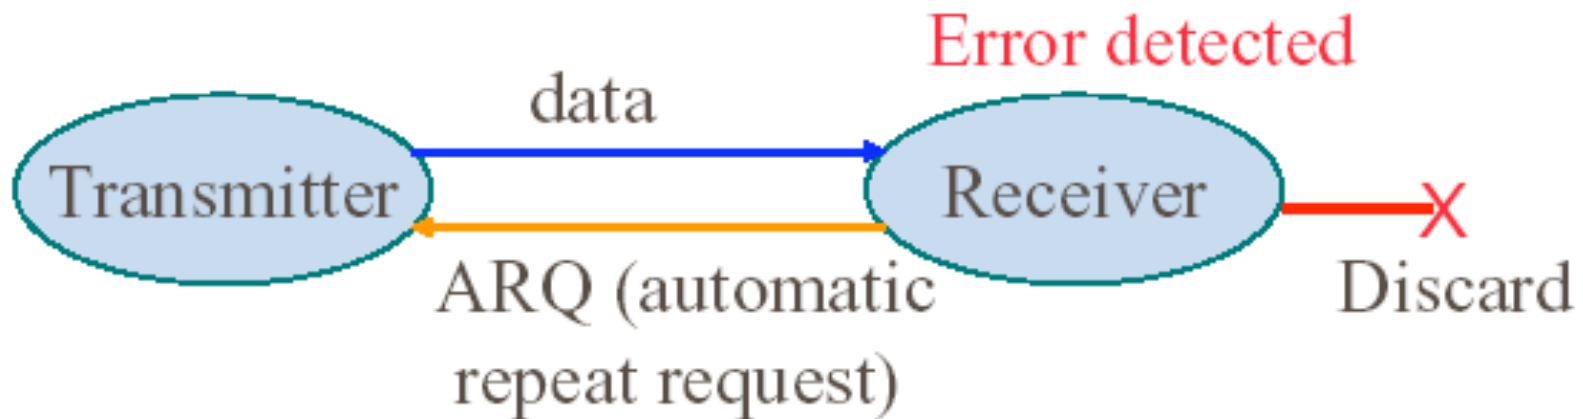 Error detected
data
Transmitter
Receiver
X
ARQ (automatic
repeat request)
Discard